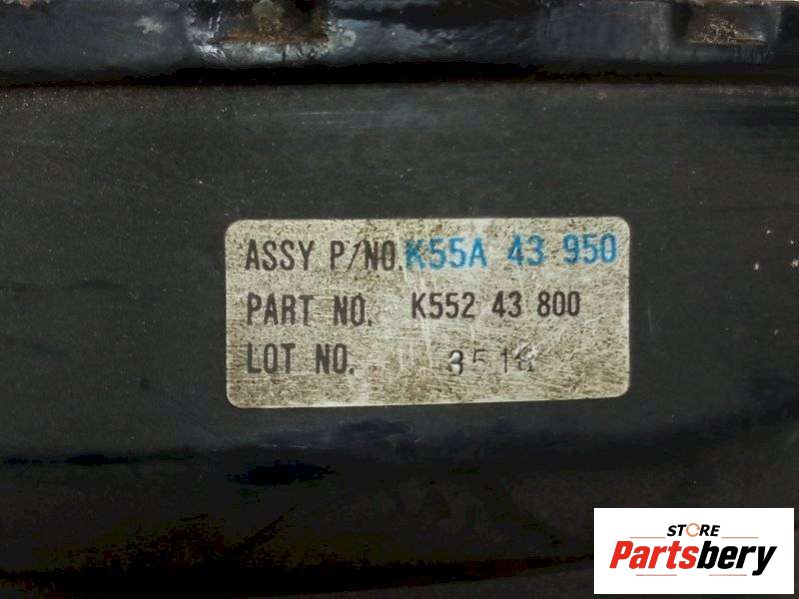 ASSY P/NO. K55A 43 950
PART NO. K552 43 800
LOT NO.
STORE
Partsbery